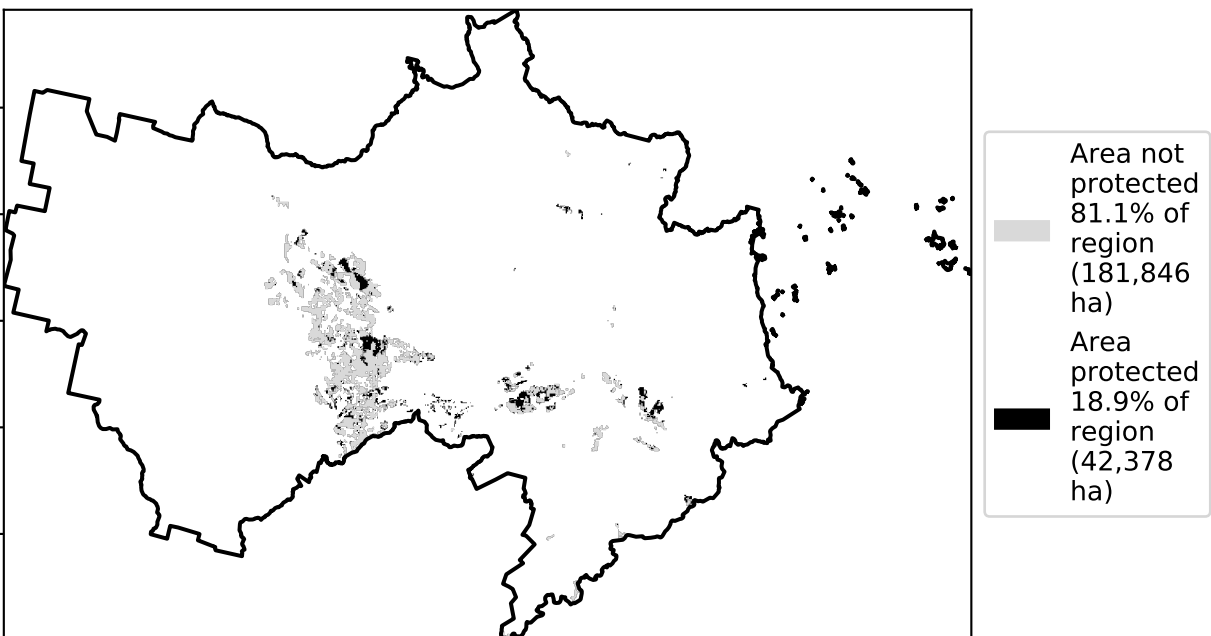 Area not
protected
81.1% of
region
(181,846
ha)
Area
protected
18.9% of
region
(42,378
ha)